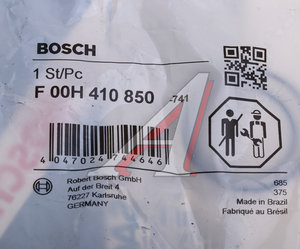 BOSCH
1 St/Pc
F 00H 410 850 -741
4 047024 744646
BOSCH
Robert Bosch GmbH
Auf der Breit 4
76227 Karlsruhe
GERMANY
685
375
Made in Brazil
Fabriqué au Brésil